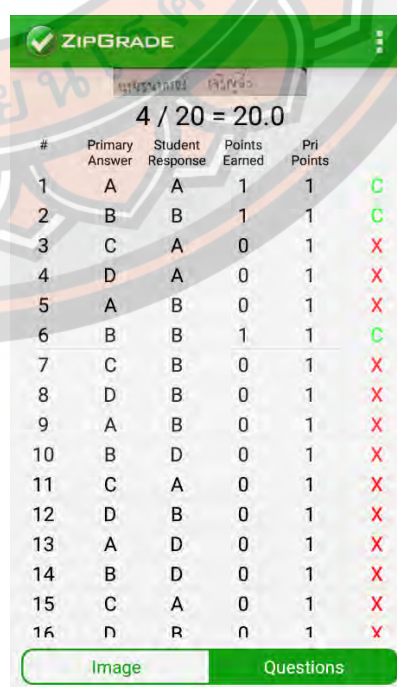 ZIPGRADE
4 / 20 = 20.0
# Primary Answer Student Response Points Earned Pri Points
1 A A 1 1 C
2 B B 1 1 C
3 C A 0 1 X
4 D A 0 1 X
5 A B 0 1 X
6 B B 1 1 C
7 C B 0 1 X
8 D B 0 1 X
9 A B 0 1 X
10 B D 0 1 X
11 C A 0 1 X
12 D B 0 1 X
13 A D 0 1 X
14 B D 0 1 X
15 C A 0 1 X
16 D B 0 1 X
Image Questions